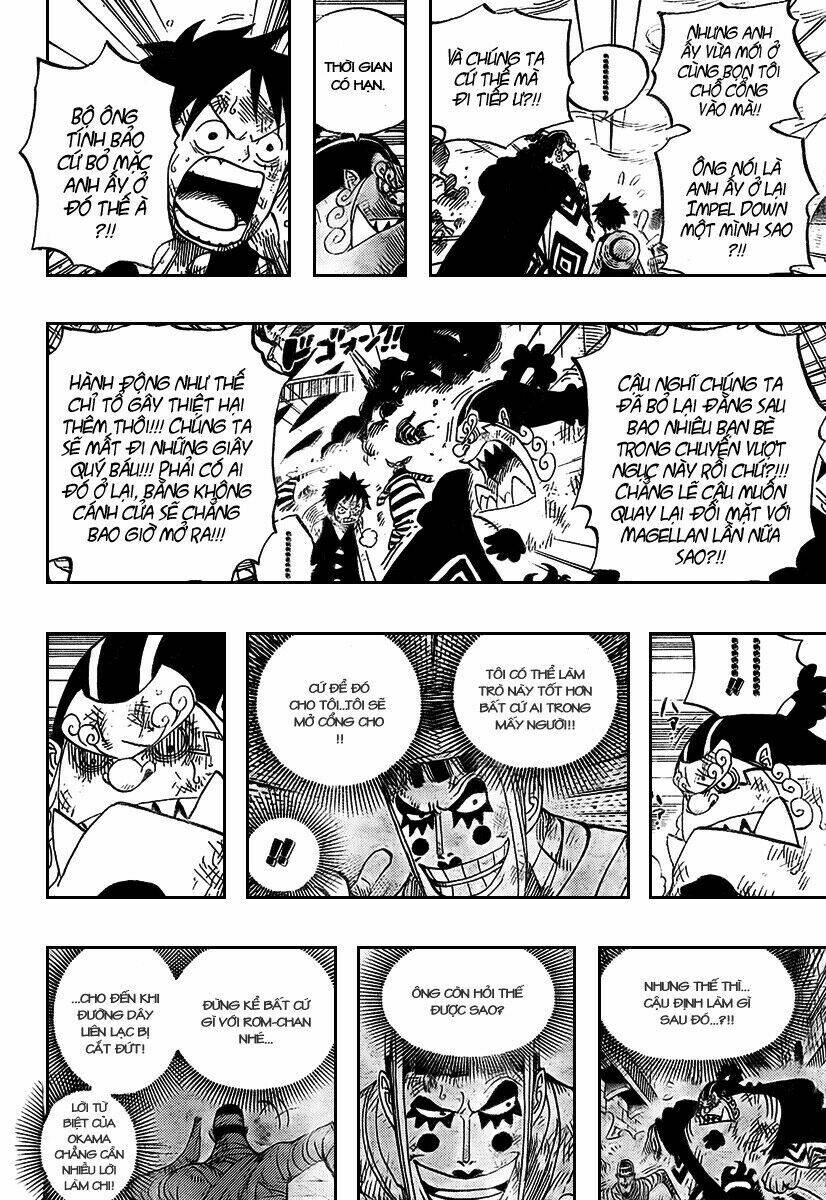 NHƯNG ANH
ẤY VỪA MỚI Ở
CÙNG BỌN TÔI
CHỖ CỔNG
VÀO MÀ!!
ÔNG NÓI LÀ
ANH ẤY Ở LẠI
IMPEL DOWN
MỘT MÌNH SAO
?!!
VÀ CHÚNG TA
CỨ THẾ MÀ
ĐI TIẾP Ư?!!
THỜI GIAN
CÓ HẠN.
BỘ ÔNG
TÍNH BẢO
CỨ BỎ MẶC
ANH ẤY Ở
ĐÓ THẾ À
?!!
CẬU NGHĨ CHÚNG TA
ĐÃ BỎ LẠI ĐẰNG SAU
BAO NHIÊU BẠN BÈ
TRONG CHUYẾN VƯỢT
NGỤC NÀY RỒI CHỨ?!!!
CHẲNG LẼ CẬU MUỐN
QUAY LẠI ĐỐI MẶT VỚI
MAGELLAN LẦN NỮA
SAO?!!
ドゴォン!!
HÀNH ĐỘNG NHƯ THẾ
CHỈ TỔ GÂY THIỆT HẠI
THÊM THÔI!!! CHÚNG TA
SẼ MẤT ĐI NHỮNG GIÂY
QUÝ BÁU!!! PHẢI CÓ AI
ĐÓ Ở LẠI, BẰNG KHÔNG
CÁNH CỬA SẼ CHẲNG
BAO GIỜ MỞ RA!!!
!!
TÔI CÓ THỂ LÀM
TRÒ NÀY TỐT HƠN
BẤT CỨ AI TRONG
MẤY NGƯỜI!!
CỨ ĐỂ ĐÓ
CHO TÔI..TÔI SẼ
MỞ CỔNG CHO
!!
!!
NHƯNG THẾ THÌ...
CẬU ĐỊNH LÀM GÌ
SAU ĐÓ...?!!
ÔNG CÒN HỎI THẾ
ĐƯỢC SAO?
ĐỪNG KỂ BẤT CỨ
GÌ VỚI RƠM-CHAN
NHÉ...
...CHO ĐẾN KHI
ĐƯỜNG DÂY
LIÊN LẠC BỊ
CẮT ĐỨT!
LỜI TỪ
BIỆT CỦA
OKAMA
CHẲNG CẦN
NHIỀU LỜI
LÀM CHI!